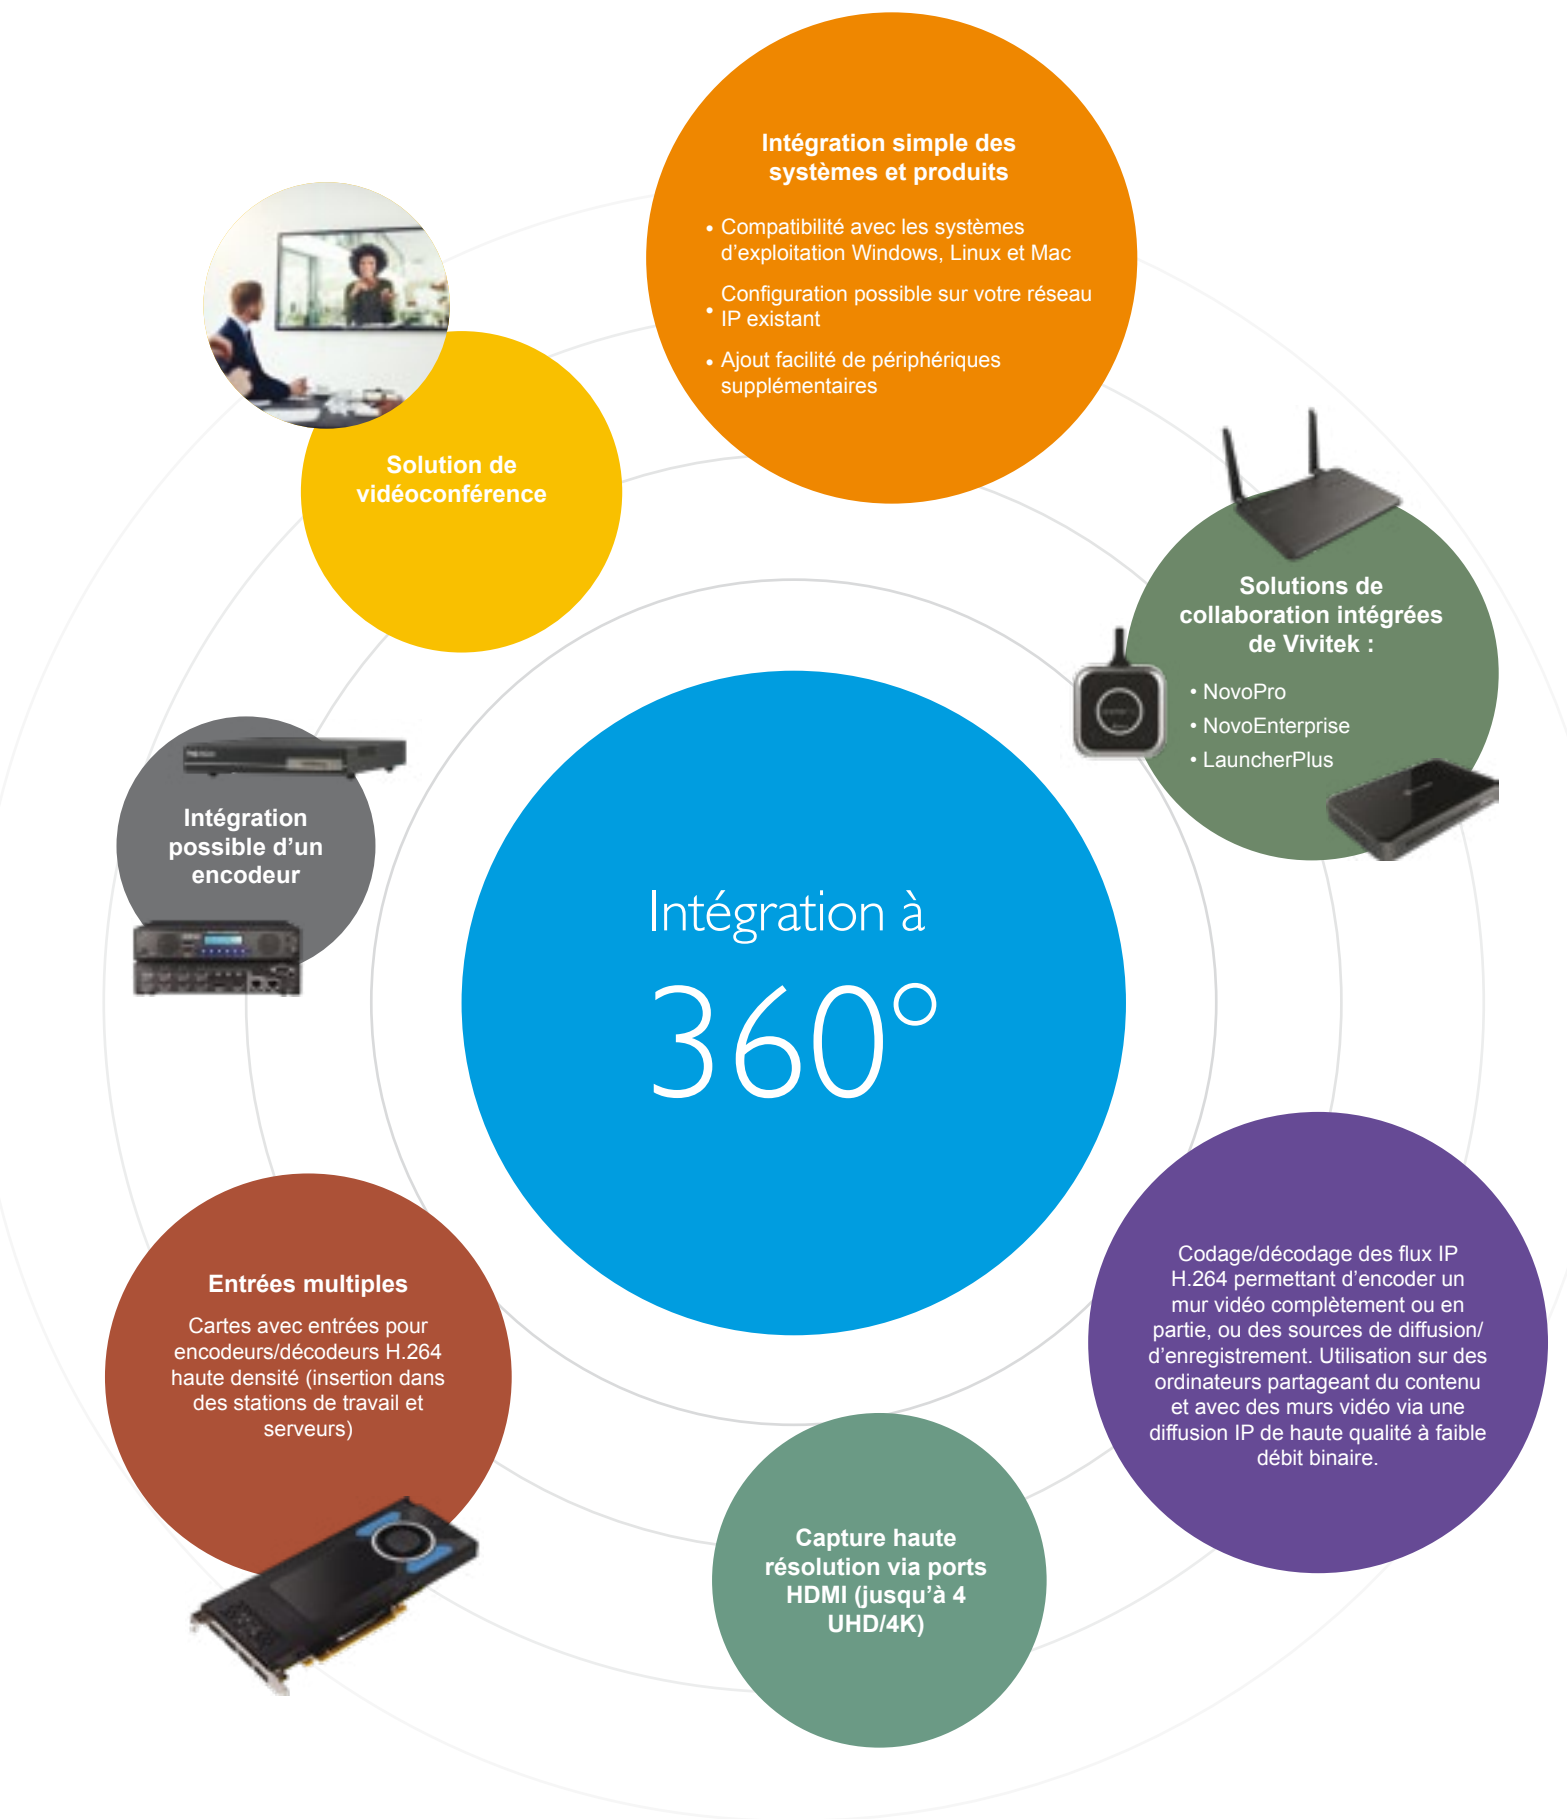 Intégration simple des
systèmes et produits
• Compatibilité avec les systèmes
d’exploitation Windows, Linux et Mac
• Configuration possible sur votre réseau
IP existant
• Ajout facilité de périphériques
supplémentaires
Solution de
vidéoconférence
Solutions de
collaboration intégrées
de Vivitek :
• NovoPro
• NovoEnterprise
• LauncherPlus
Intégration
possible d’un
encodeur
Intégration à
360°
Entrées multiples
Cartes avec entrées pour
encodeurs/décodeurs H.264
haute densité (insertion dans
des stations de travail et
serveurs)
Codage/décodage des flux IP
H.264 permettant d’encoder un
mur vidéo complètement ou en
partie, ou des sources de diffusion/
d’enregistrement. Utilisation sur des
ordinateurs partageant du contenu
et avec des murs vidéo via une
diffusion IP de haute qualité à faible
débit binaire.
Capture haute
résolution via ports
HDMI (jusqu’à 4
UHD/4K)